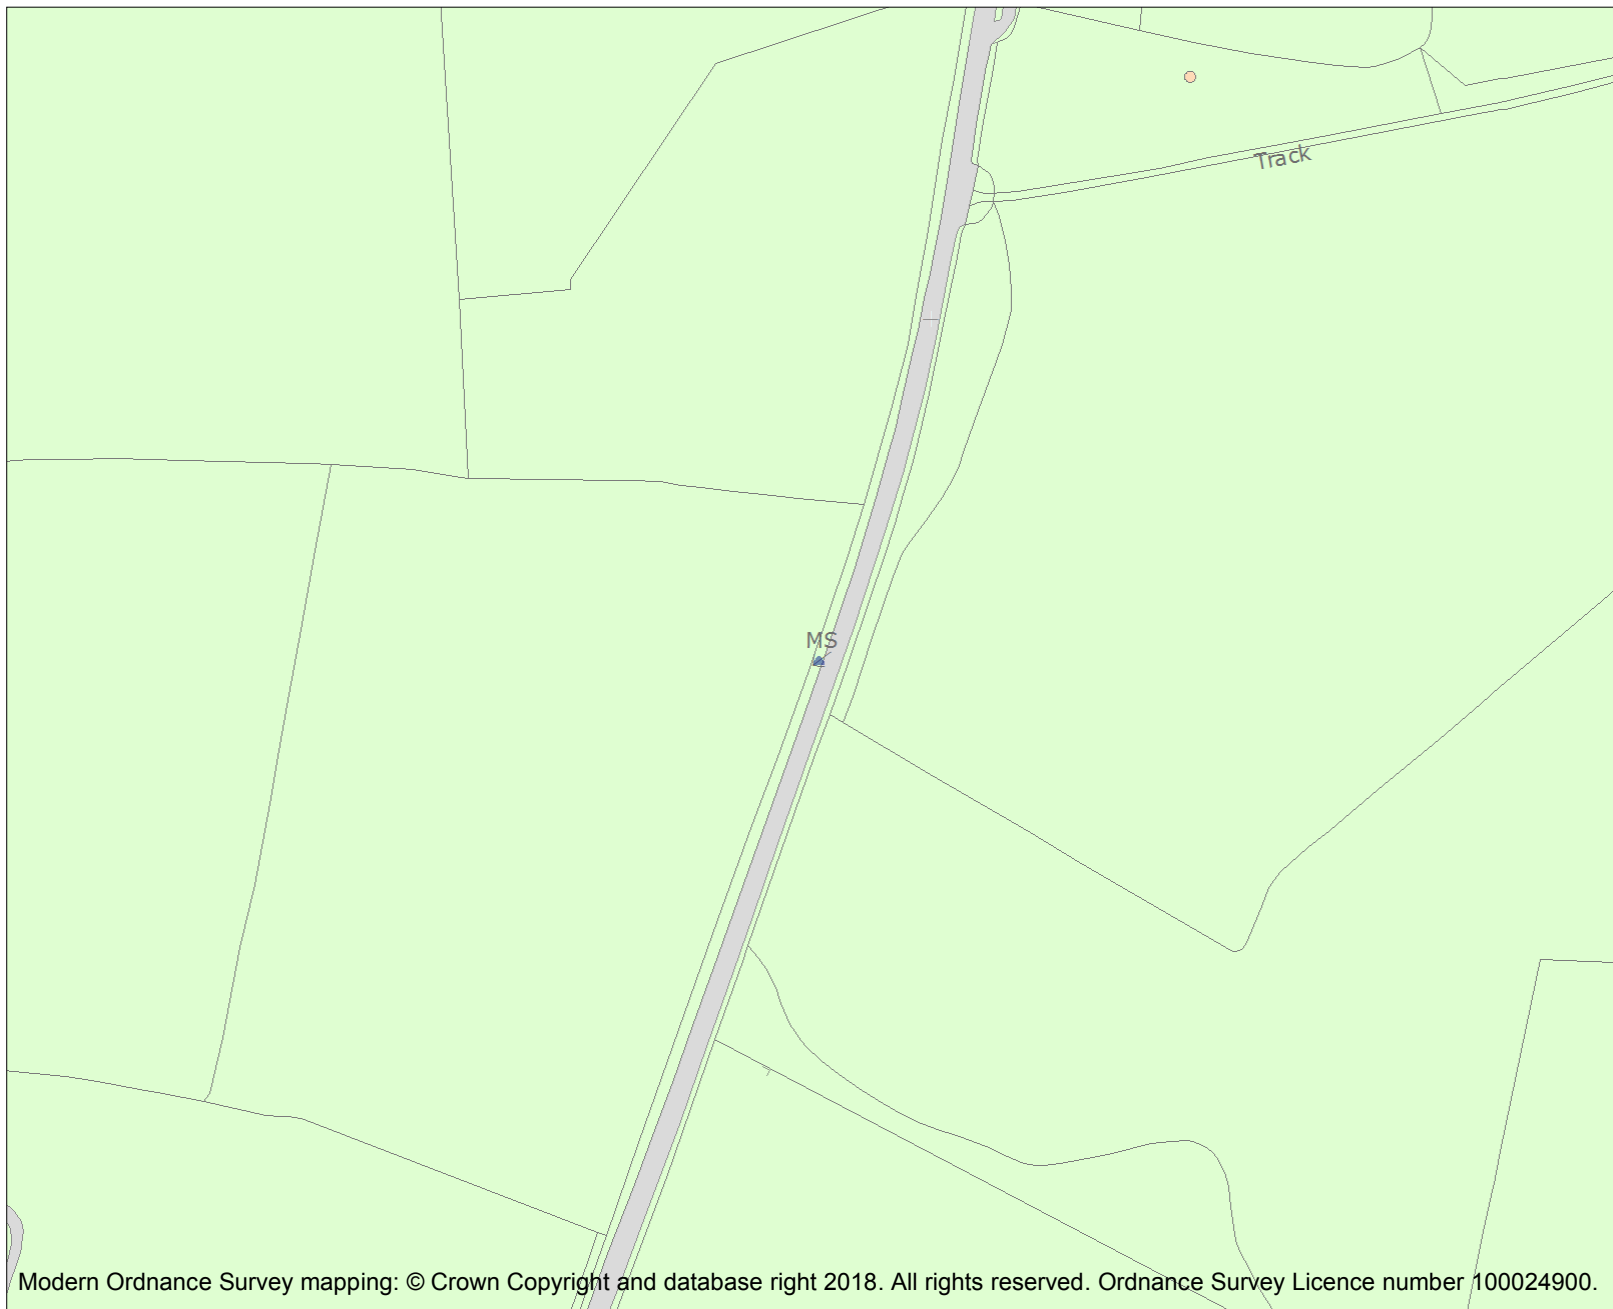 Track
MS
Modern Ordnance Survey mapping: © Crown Copyright and database right 2018. All rights reserved. Ordnance Survey Licence number 100024900.